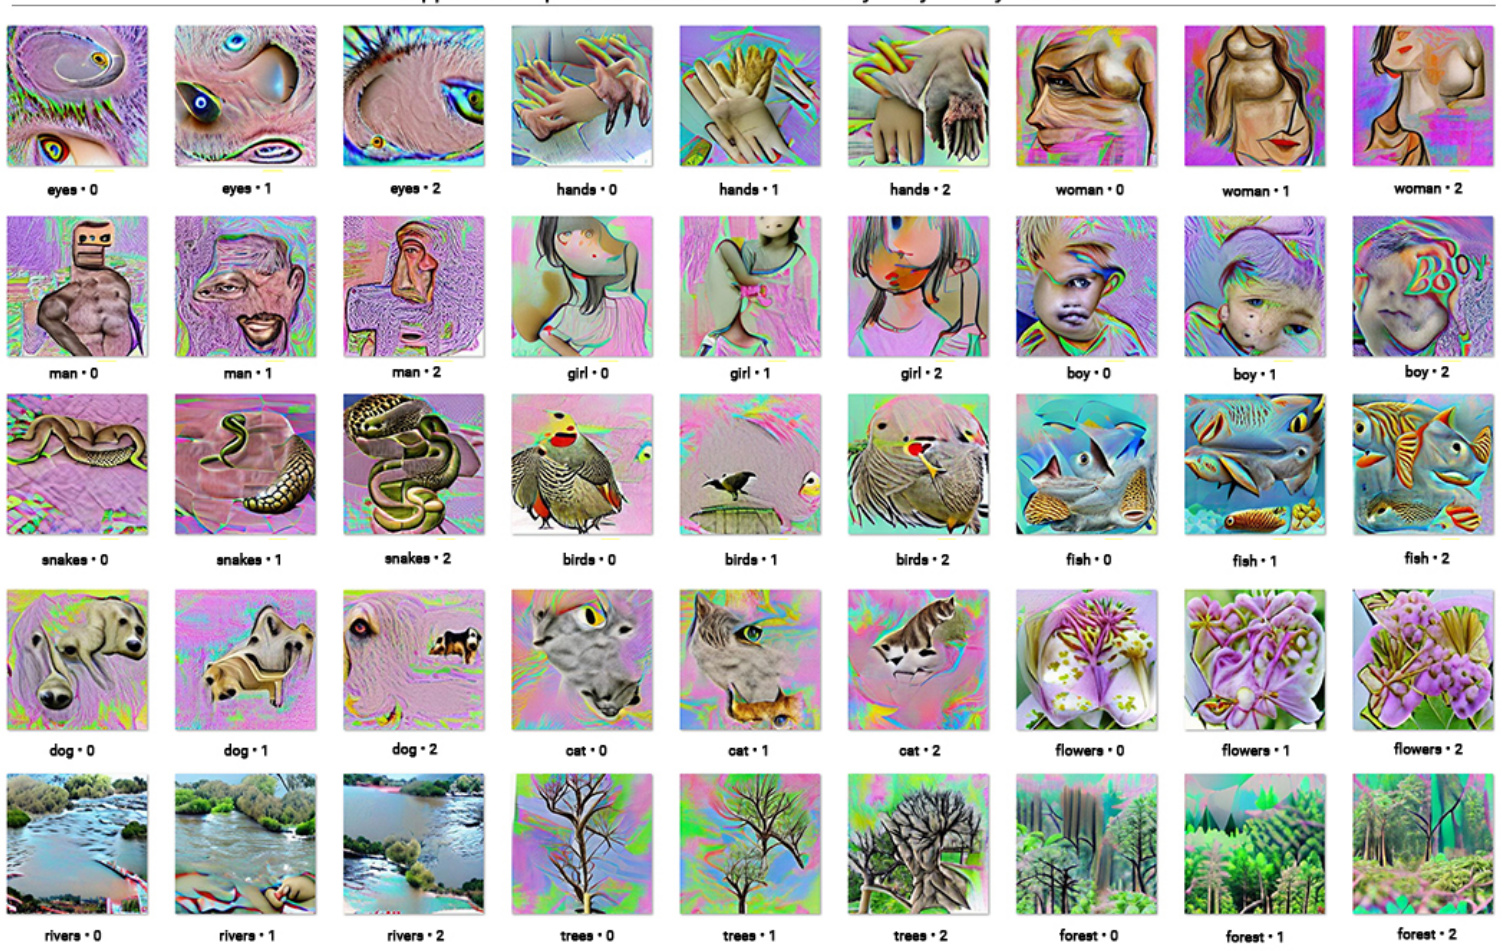 eyes • 0 eyes • 1 eyes • 2 hands • 0 hands • 1 hands • 2 woman • 0 woman • 1 woman • 2
BOY
man • 0 man • 1 man • 2 girl • 0 girl • 1 girl • 2 boy • 0 boy • 1 boy • 2
snakes • 0 snakes • 1 snakes • 2 birds • 0 birds • 1 birds • 2 fish • 0 fish • 1 fish • 2
dog • 0 dog • 1 dog • 2 cat • 0 cat • 1 cat • 2 flowers • 0 flowers • 1 flowers • 2
rivers • 0 rivers • 1 rivers • 2 trees • 0 trees • 1 trees • 2 forest • 0 forest • 1 forest • 2